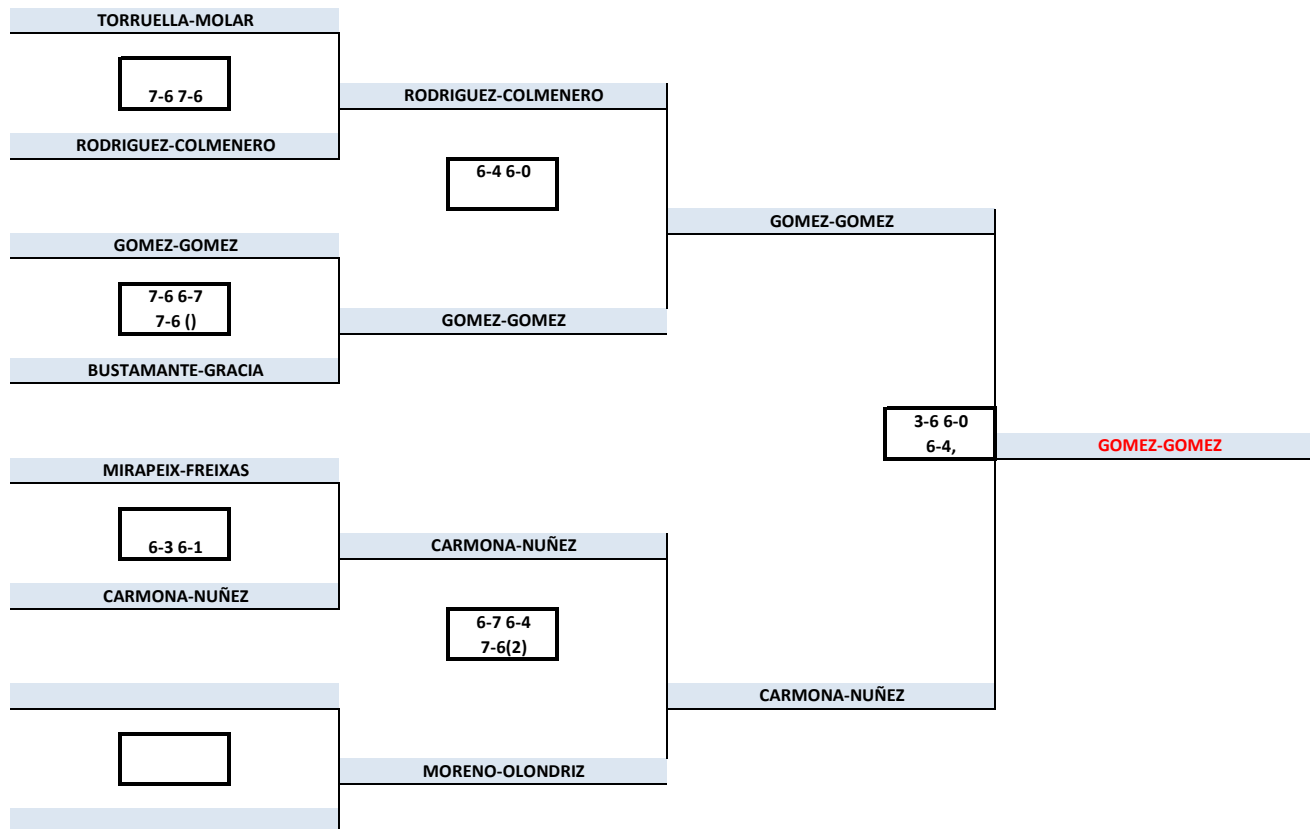 TORRUELLA-MOLAR
7-6 7-6
RODRIGUEZ-COLMENERO
RODRIGUEZ-COLMENERO
6-4 6-0
GOMEZ-GOMEZ
GOMEZ-GOMEZ
7-6 6-7
7-6 ()
GOMEZ-GOMEZ
BUSTAMANTE-GRACIA
3-6 6-0
6-4,
GOMEZ-GOMEZ
MIRAPEIX-FREIXAS
6-3 6-1
CARMONA-NUÑEZ
CARMONA-NUÑEZ
6-7 6-4
7-6(2)
CARMONA-NUÑEZ
MORENO-OLONDRIZ